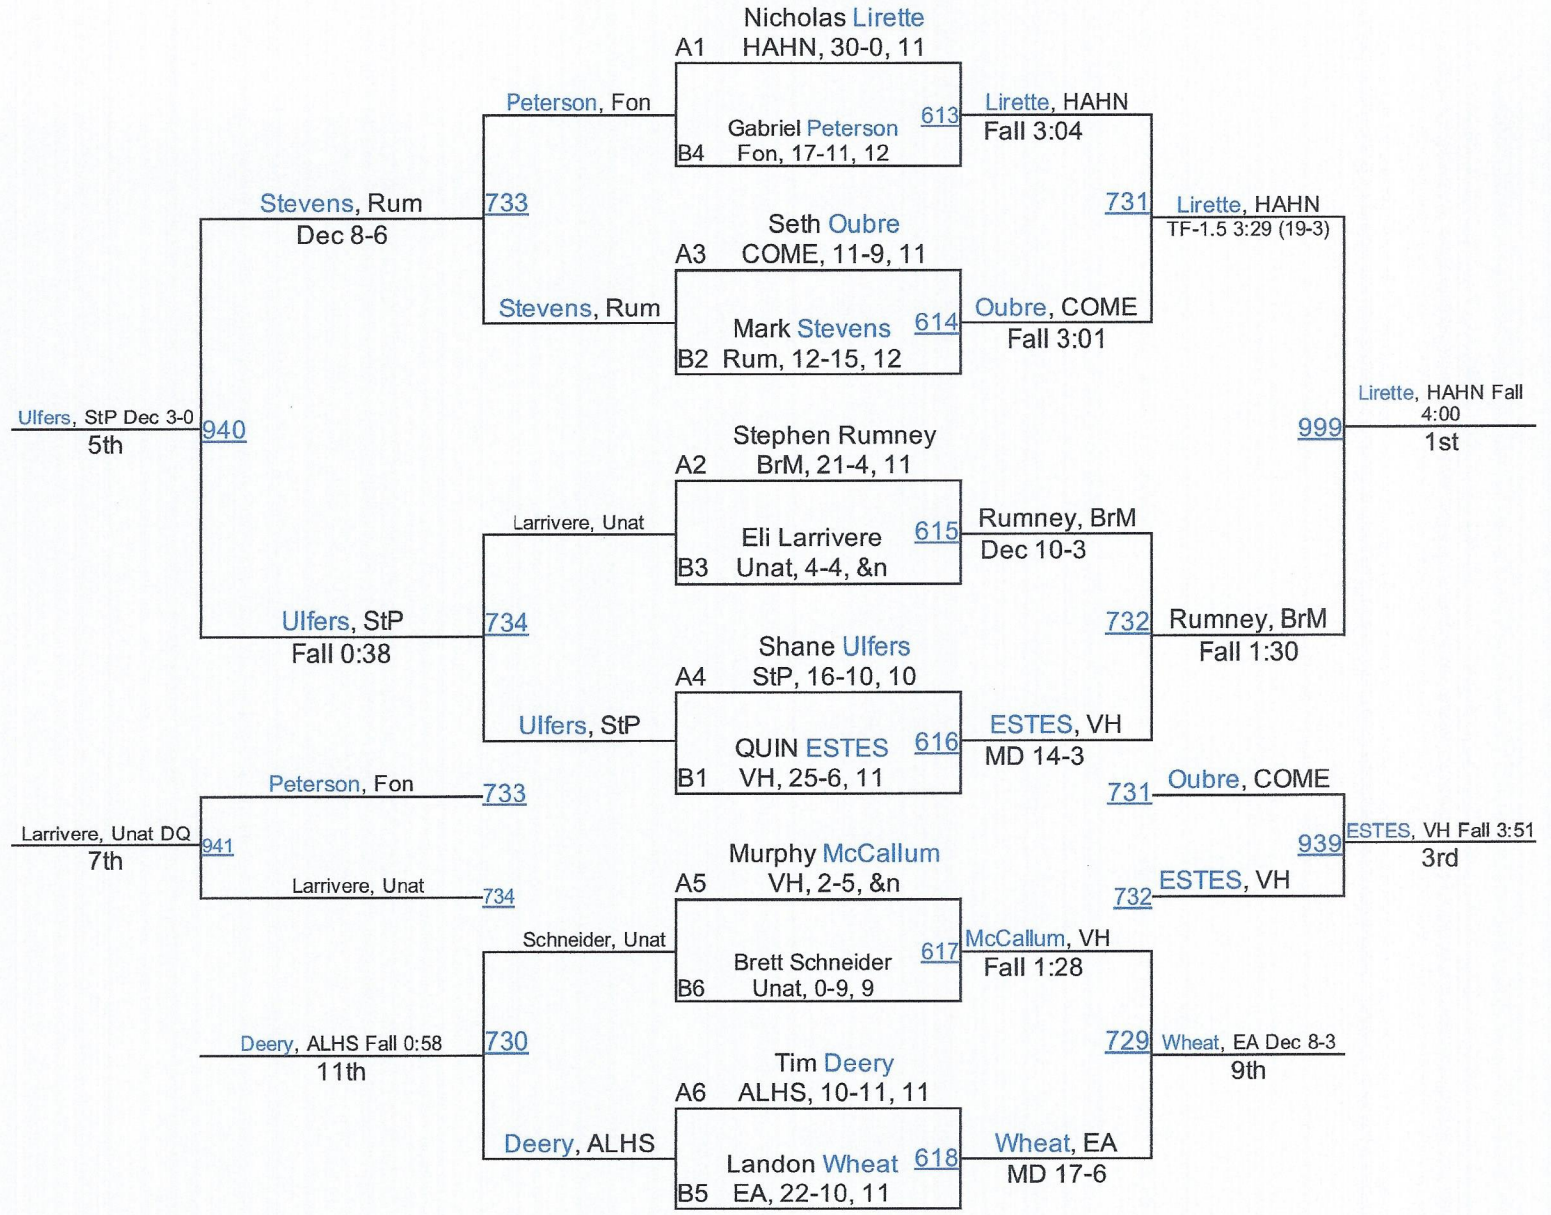 Nicholas Lirette
A1 HAHN, 30-0, 11
Peterson, Fon
Gabriel Peterson
B4 Fon, 17-11, 12
613
Lirette, HAHN
Fall 3:04
Stevens, Rum
Dec 8-6
733
731
Lirette, HAHN
TF-1.5 3:29 (19-3)
Seth Oubre
A3 COME, 11-9, 11
Stevens, Rum
Mark Stevens
B2 Rum, 12-15, 12
614
Oubre, COME
Fall 3:01
Ulfers, StP Dec 3-0
5th
940
999
Lirette, HAHN Fall
4:00
1st
Stephen Rumney
A2 BrM, 21-4, 11
Larrivere, Unat
Eli Larrivere
B3 Unat, 4-4, &n
615
Rumney, BrM
Dec 10-3
Ulfers, StP
Fall 0:38
734
732
Rumney, BrM
Fall 1:30
Shane Ulfers
A4 StP, 16-10, 10
Ulfers, StP
QUIN ESTES
B1 VH, 25-6, 11
616
ESTES, VH
MD 14-3
Peterson, Fon
733
731
Oubre, COME
Larrivere, Unat DQ
7th
941
939
ESTES, VH Fall 3:51
3rd
Larrivere, Unat
734
732
ESTES, VH
Murphy McCallum
A5 VH, 2-5, &n
Schneider, Unat
Brett Schneider
B6 Unat, 0-9, 9
617
McCallum, VH
Fall 1:28
Deery, ALHS Fall 0:58
11th
730
729
Wheat, EA Dec 8-3
9th
Tim Deery
A6 ALHS, 10-11, 11
Deery, ALHS
Landon Wheat
B5 EA, 22-10, 11
618
Wheat, EA
MD 17-6